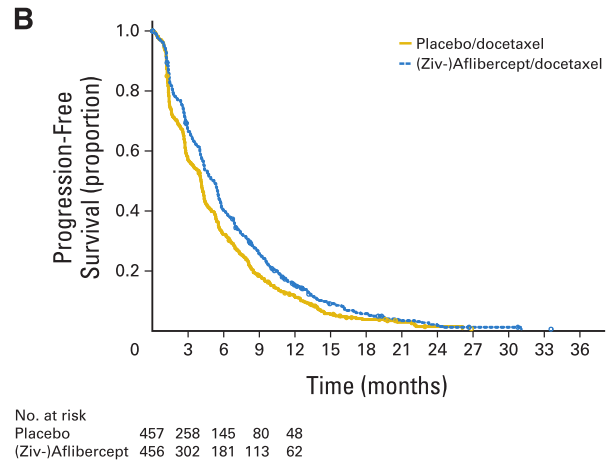 B
1.0
0.8
0.6
0.4
0.2
Progression-Free
Survival (proportion)
Placebo/docetaxel
(Ziv-)Aflibercept/docetaxel
0 3 6 9 12 15 18 21 24 27 30 33 36
Time (months)
No. at risk
Placebo 457 258 145 80 48
(Ziv-)Aflibercept 456 302 181 113 62